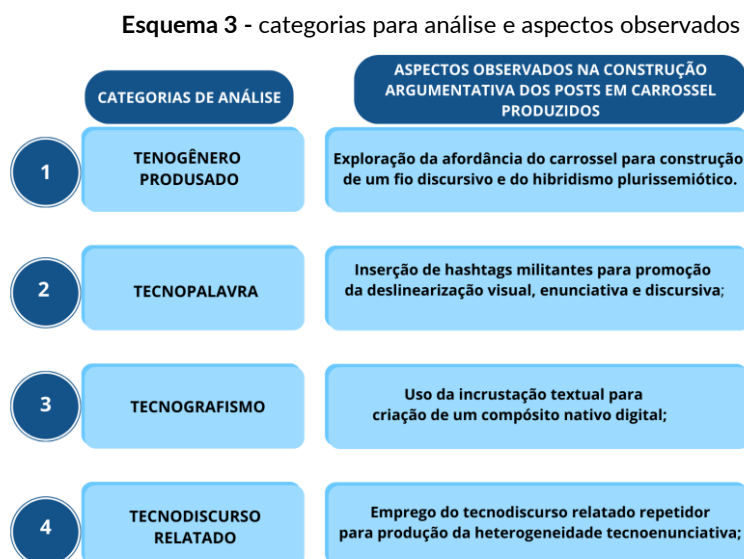 Esquema 3 - categorias para análise e aspectos observados
CATEGORIAS DE ANÁLISE
ASPECTOS OBSERVADOS NA CONSTRUÇÃO
ARGUMENTATIVA DOS POSTS EM CARROSSEL
PRODUZIDOS
1
TENOGÊNERO
PRODUSADO
Exploração da afordância do carrossel para construção
de um fio discursivo e do hibridismo plurissemiótico.
2
TECNOPALAVRA
Inserção de hashtags militantes para promoção
da deslinearização visual, enunciativa e discursiva;
3
TECNOGRAFISMO
Uso da incrustação textual para
criação de um compósito nativo digital;
4
TECNODISCURSO
RELATADO
Emprego do tecnodiscurso relatado repetidor
para produção da heterogeneidade tecnoenunciativa;